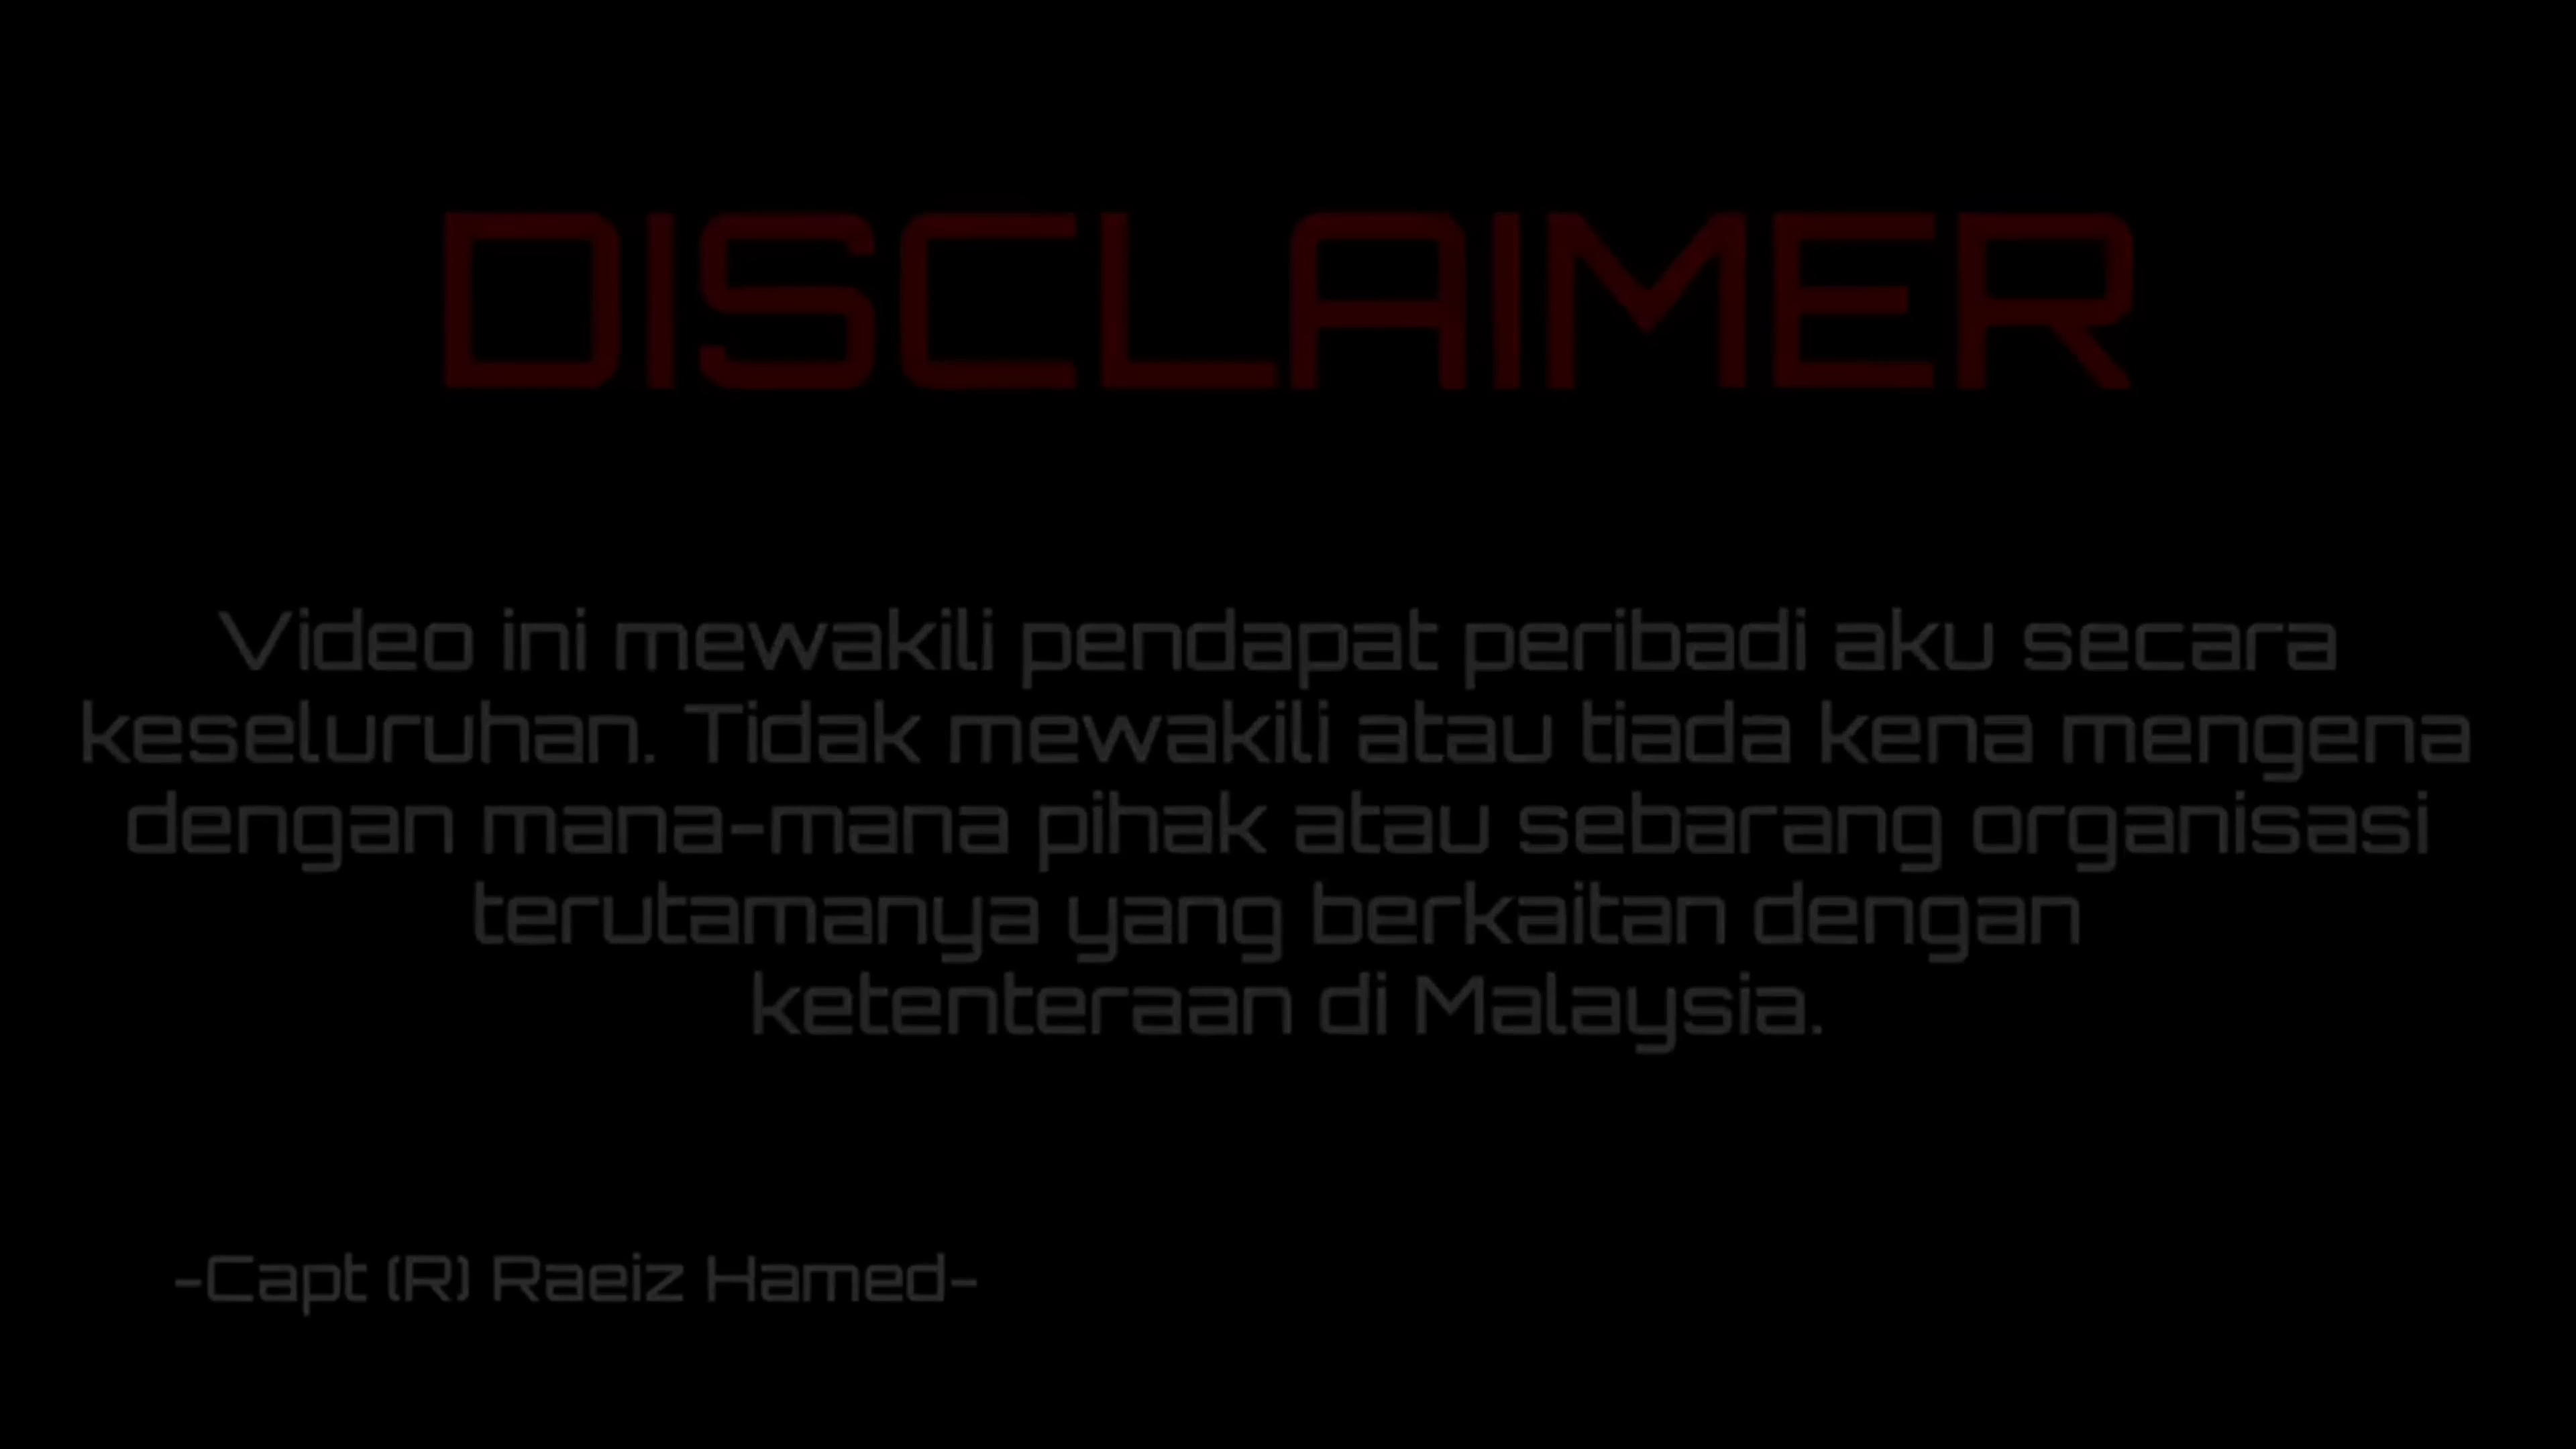 DISCLAIMER
Video ini mewakili pendapat peribadi aku secara
keseluruhan. Tidak mewakili atau tiada kena mengena
dengan mana-mana pihak atau sebarang organisasi
terutamanya yang berkaitan dengan
ketenteraan di Malaysia.
-Capt (R) Raeiz Hamed-